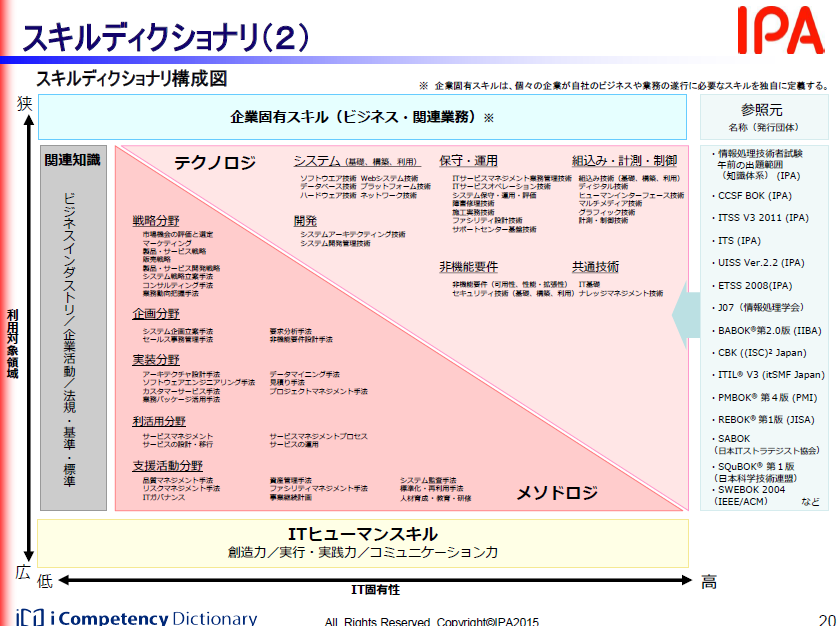 スキルディクショナリ(2)
IPA
スキルディクショナリ構成図
※ 企業固有スキルは、個々の企業が自社のビジネスや業務の遂行に必要なスキルを独自に定義する。
狭
利用対象領域
広
企業固有スキル(ビジネス・関連業務)※
関連知識
ビジネスインダストリ/企業活動/法規・基準・標準
テクノロジ
システム(基礎、構築、利用)
ソフトウェア技術 Webシステム技術
データベース技術 プラットフォーム技術
ハードウェア技術 ネットワーク技術
開発
システムアーキテクティング技術
システム開発管理技術
保守・運用
ITサービスマネジメント業務管理技術
ITサービスオペレーション技術
システム保守・運用・評価
障害修理技術
施工実務技術
ファシリティ設計技術
サポートセンター基盤技術
組込み・計測・制御
組込み技術(基礎、構築、利用)
ディジタル技術
ヒューマンインターフェース技術
マルチメディア技術
グラフィック技術
計測・制御技術
非機能要件
非機能要件(可用性、性能・拡張性)
セキュリティ技術(基礎、構築、利用)
共通技術
IT基礎
ナレッジマネジメント技術
戦略分野
市場機会の評価と選定
マーケティング
製品・サービス戦略
販売戦略
製品・サービス開発戦略
システム戦略立案手法
コンサルティング手法
業務動向把握手法
企画分野
システム企画立案手法 要求分析手法
セールス事務管理手法 非機能要件設計手法
実装分野
アーキテクチャ設計手法 データマイニング手法
ソフトウェアエンジニアリング手法 見積り手法
カスタマーサービス手法 プロジェクトマネジメント手法
業務パッケージ活用手法
利活用分野
サービスマネジメント サービスマネジメントプロセス
サービスの設計・移行 サービスの運用
支援活動分野
品質マネジメント手法 資産管理手法 システム監査手法
リスクマネジメント手法 ファシリティマネジメント手法 標準化・再利用手法
ITガバナンス 事業継続計画 人材育成・教育・研修
メソドロジ
ITヒューマンスキル
創造力/実行・実践力/コミュニケーション力
低
IT固有性
高
参照元
名称(発行団体)
・情報処理技術者試験
午前の出題範囲
(知識体系) (IPA)
・CCSF BOK (IPA)
・ITSS V3 2011 (IPA)
・ITS (IPA)
・UISS Ver.2.2 (IPA)
・ETSS 2008(IPA)
・J07(情報処理学会)
・BABOK®第2.0版 (IIBA)
・CBK ((ISC)² Japan)
・ITIL® V3 (itSMF Japan)
・PMBOK® 第4版 (PMI)
・REBOK® 第1版 (JISA)
・SABOK
(日本ITストラテジスト協会)
・SQuBOK® 第1版
(日本科学技術連盟)
・SWEBOK 2004
(IEEE/ACM) など
i Competency Dictionary
All Rights Reserved Copyright©IPA2015
20